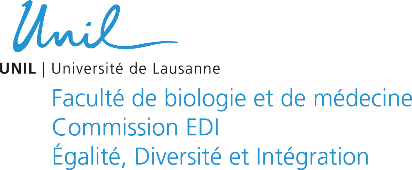 Unil
UNIL | Université de Lausanne
Faculté de biologie et de médecine
Commission EDI
Égalité, Diversité et Intégration